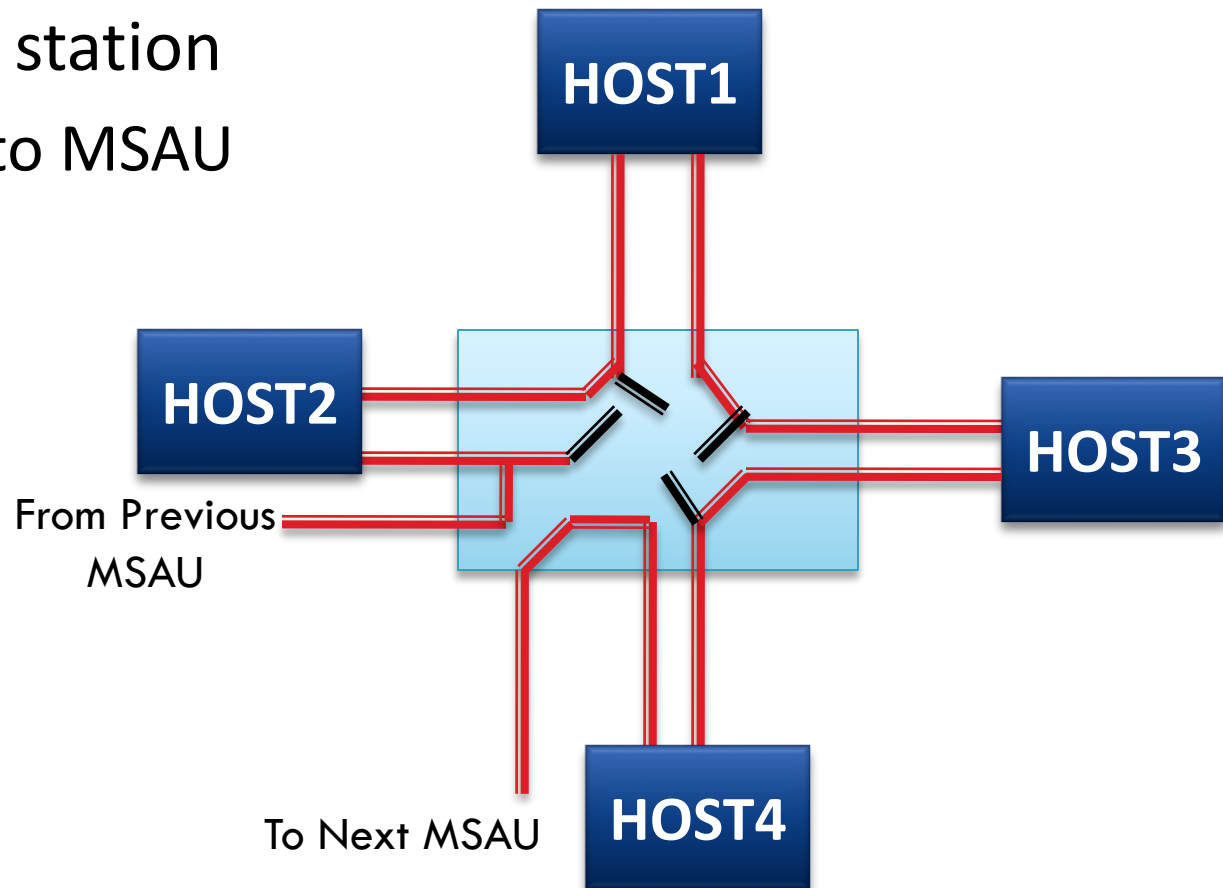 station
to MSAU
HOST1
HOST2
HOST3
From Previous
MSAU
To Next MSAU
HOST4